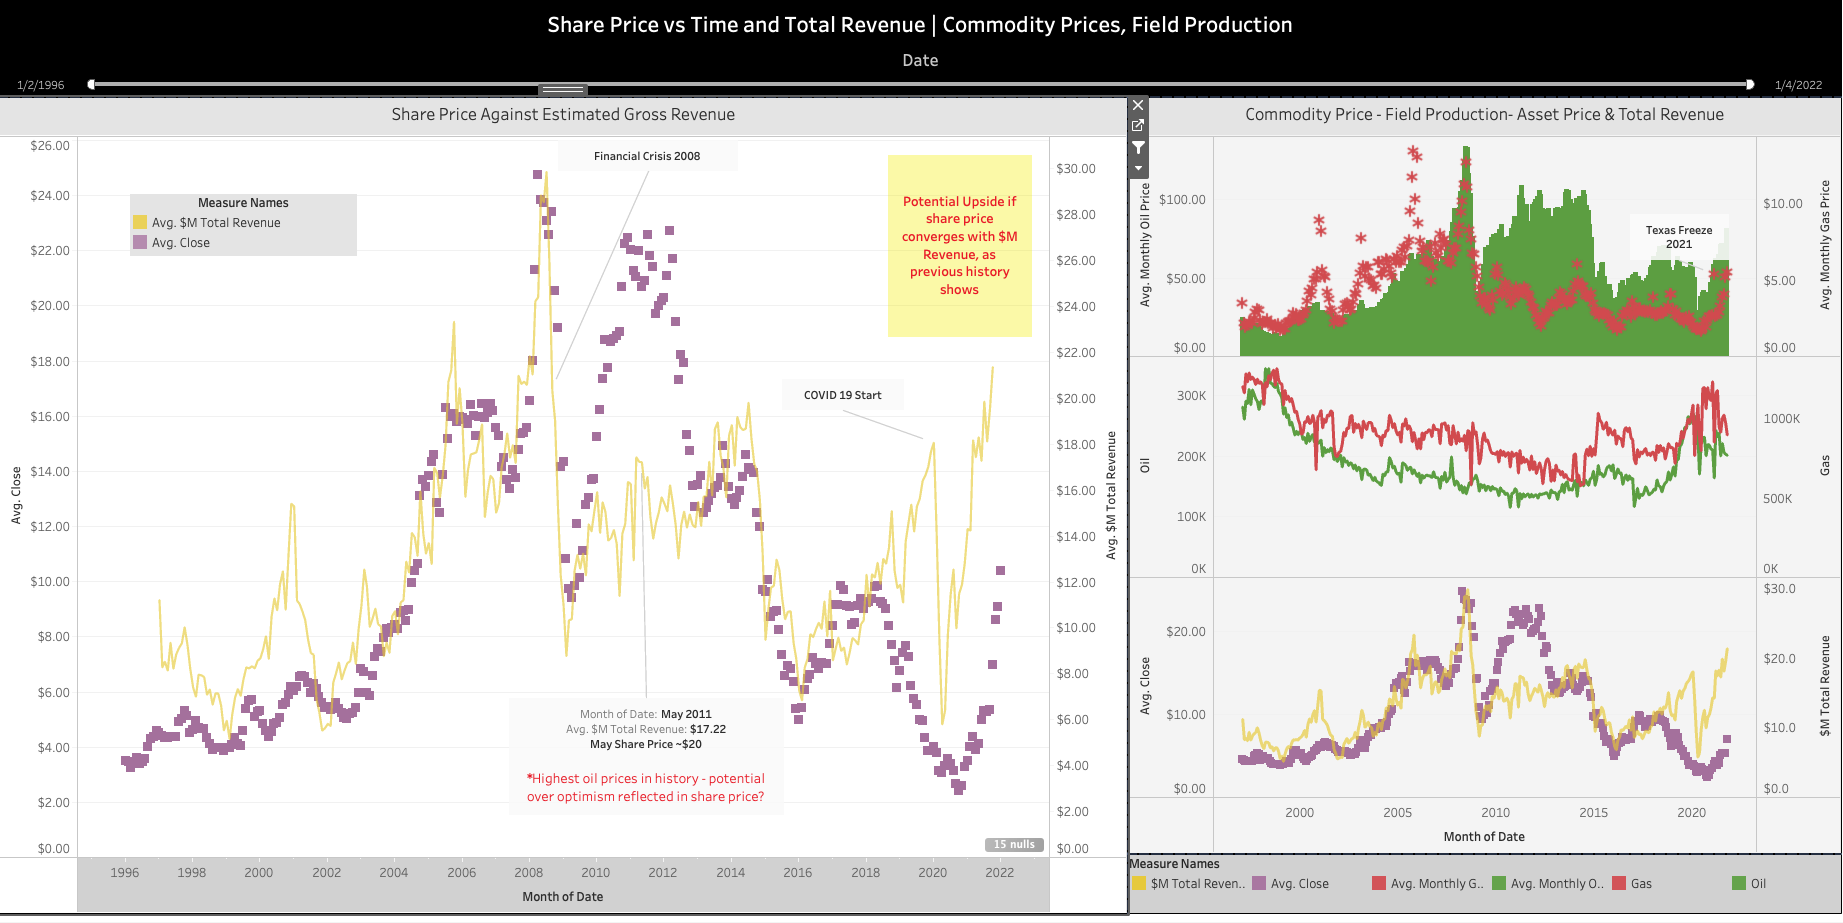 Share Price vs Time and Total Revenue | Commodity Prices, Field Production
Date
1/2/1996
1/4/2022
Share Price Against Estimated Gross Revenue
$26.00
$24.00
$22.00
$20.00
$18.00
$16.00
$14.00
$12.00
$10.00
$8.00
$6.00
$4.00
$2.00
$0.00
Avg. Close
Measure Names
Avg. $M Total Revenue
Avg. Close
Financial Crisis 2008
Potential Upside if
share price
converges with $M
Revenue, as
previous history
shows
COVID 19 Start
Month of Date: May 2011
Avg. $M Total Revenue: $17.22
May Share Price ~$20
*Highest oil prices in history - potential
over optimism reflected in share price?
15 nulls
$30.00
$28.00
$26.00
$24.00
$22.00
$20.00
$18.00
$16.00
$14.00
$12.00
$10.00
$8.00
$6.00
$4.00
$2.00
$0.00
Avg. $M Total Revenue
1996 1998 2000 2002 2004 2006 2008 2010 2012 2014 2016 2018 2020 2022
Month of Date
Commodity Price - Field Production- Asset Price & Total Revenue
Avg. Monthly Oil Price
$100.00
$50.00
$0.00
Texas Freeze
2021
$10.00
$5.00
$0.00
Avg. Monthly Gas Price
Oil
300K
200K
100K
0K
1000K
500K
0K
Gas
Avg. Close
$20.00
$10.00
$0.00
$30.0
$20.0
$10.0
$0.0
$M Total Revenue
2000 2005 2010 2015 2020
Month of Date
Measure Names
$M Total Reven..
Avg. Close
Avg. Monthly G..
Avg. Monthly O..
Gas
Oil